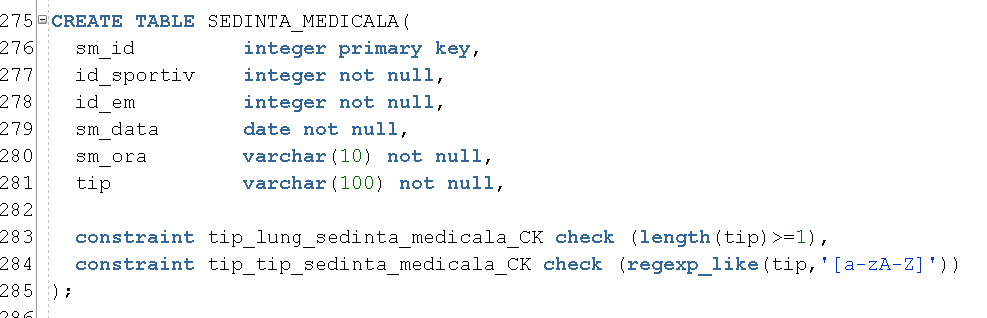 275 CREATE TABLE SEDINTA_MEDICALA(
276 sm_id integer primary key,
277 id_sportiv integer not null,
278 id_em integer not null,
279 sm_data date not null,
280 sm_ora varchar(10) not null,
281 tip varchar(100) not null,
282
283 constraint tip_lung_sedinta_medicala_CK check (length(tip)>=1),
284 constraint tip_tip_sedinta_medicala_CK check (regexp_like(tip,'[a-zA-Z]'))
285 );
286